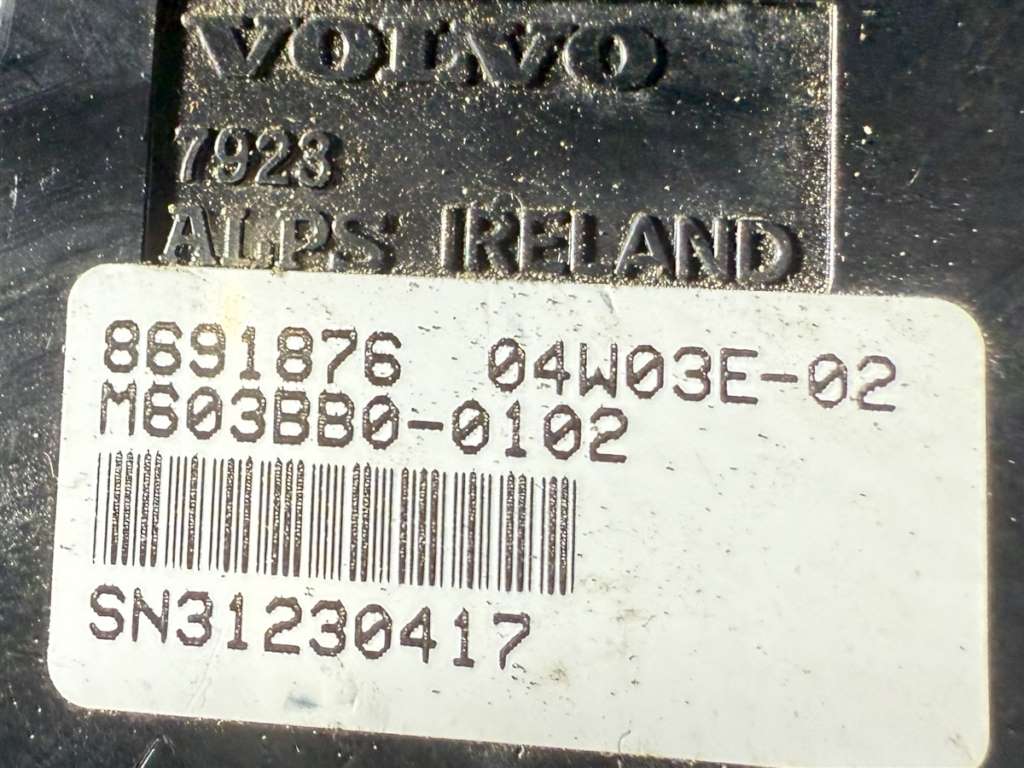 VOLVO
7923
ALPS IRELAND
8691876 04W03E-02
M603BB0-0102
SN31230417